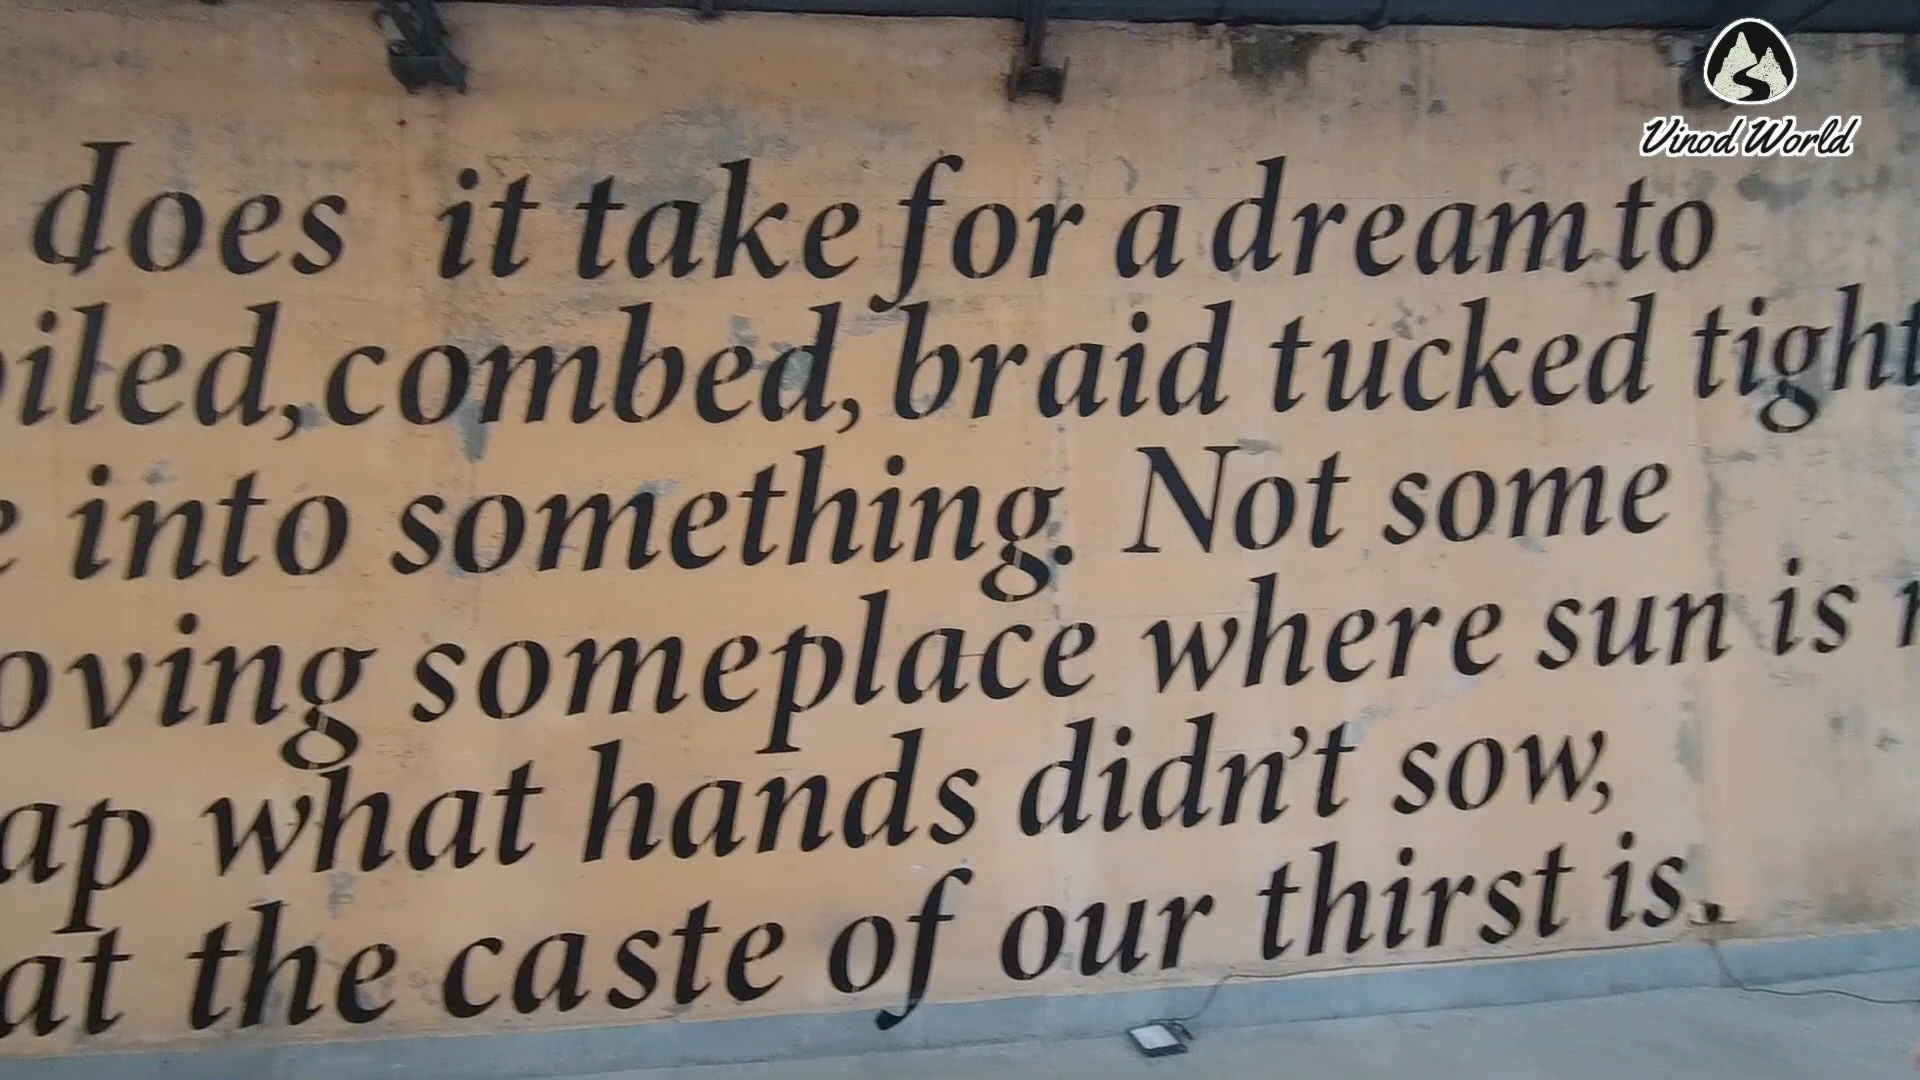 Vinod World
does it take for a dream to
iled, combed, braid tucked tight
e into something. Not some
oving someplace where sun is
ap what hands didn't sow,
at the caste of our thirst is.